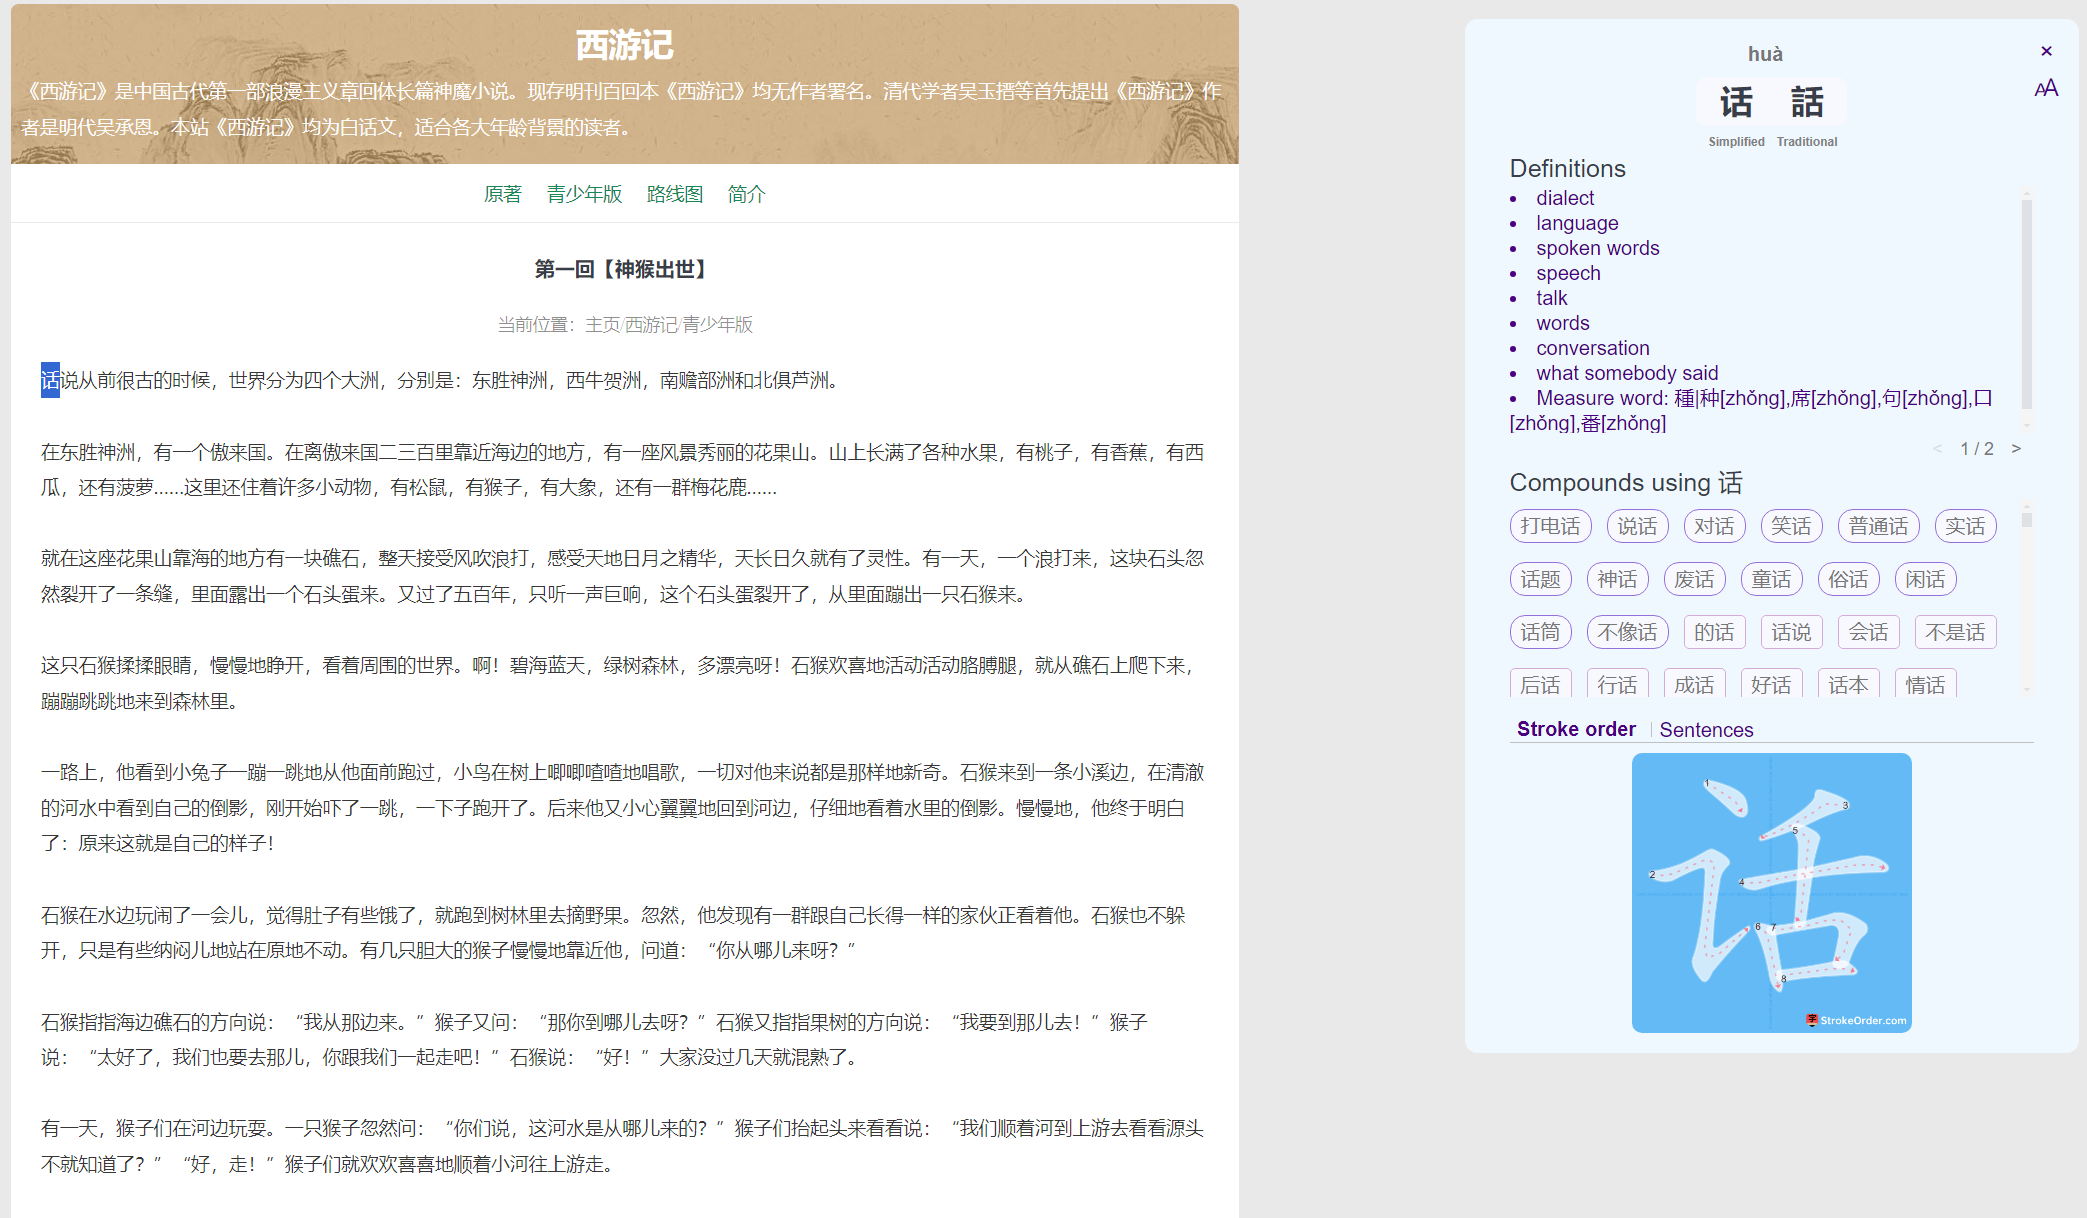 西游记
《西游记》是中国古代第一部浪漫主义章回体长篇神魔小说。现存明刊百回本《西游记》均无作者署名。清代学者吴玉搢等首先提出《西游记》作
者是明代吴承恩。本站《西游记》均为白话文，适合各大年龄背景的读者。
原著 青少年版 路线图 简介
第一回【神猴出世】
当前位置：主页/西游记/青少年版
话说从前很古的时候，世界分为四个大洲，分别是：东胜神洲，西牛贺洲，南赡部洲和北俱芦洲。
在东胜神洲，有一个傲来国。在离傲来国二三百里靠近海边的地方，有一座风景秀丽的花果山。山上长满了各种水果，有桃子，有香蕉，有西
瓜，还有菠萝……这里还住着许多小动物，有松鼠，有猴子，有大象，还有一群梅花鹿……
就在这座花果山靠海的地方有一块礁石，整天接受风吹浪打，感受天地日月之精华，天长日久就有了灵性。有一天，一个浪打来，这块石头忽
然裂开了一条缝，里面露出一个石头蛋来。又过了五百年，只听一声巨响，这个石头蛋裂开了，从里面蹦出一只石猴来。
这只石猴揉揉眼睛，慢慢地睁开，看着周围的世界。啊！碧海蓝天，绿树森林，多漂亮呀！石猴欢喜地活动活动胳膊腿，就从礁石上爬下来，
蹦蹦跳跳地来到森林里。
一路上，他看到小兔子一蹦一跳地从他面前跑过，小鸟在树上唧唧喳喳地唱歌，一切对他来说都是那样地新奇。石猴来到一条小溪边，在清澈
的河水中看到自己的倒影，刚开始吓了一跳，一下子跑开了。后来他又小心翼翼地回到河边，仔细地看着水里的倒影。慢慢地，他终于明白
了：原来这就是自己的样子！
石猴在水边玩闹了一会儿，觉得肚子有些饿了，就跑到树林里去摘野果。忽然，他发现有一群跟自己长得一样的家伙正看着他。石猴也不躲
开，只是有些纳闷儿地站在原地不动。有几只胆大的猴子慢慢地靠近他，问道：“你从哪儿来呀？”
石猴指指海边礁石的方向说：“我从那边来。”猴子又问：“那你到哪儿去呀？”石猴又指指果树的方向说：“我要到那儿去！”猴子
说：“太好了，我们也要去那儿，你跟我们一起走吧！”石猴说：“好！”大家没过几天就混熟了。
有一天，猴子们在河边玩耍。一只猴子忽然问：“你们说，这河水是从哪儿来的？”猴子们抬起头来看看说：“我们顺着河到上游去看看源头
不就知道了？”“好，走！”猴子们就欢欢喜喜地顺着小河往上游走。
huà
×
AA
话 話
Simplified Traditional
Definitions
• dialect
• language
• spoken words
• speech
• talk
• words
• conversation
• what somebody said
• Measure word: 種|种[zhǒng],席[zhǒng],句[zhǒng],口
[zhǒng],番[zhǒng]
< 1 / 2 >
Compounds using 话
打电话 说话 对话 笑话 普通话 实话
话题 神话 废话 童话 俗话 闲话
话筒 不像话 的话 话说 会话 不是话
后话 行话 成话 好话 话本 情话
Stroke order | Sentences
话
1
2
3
4
5
6
7
8
字 StrokeOrder.com